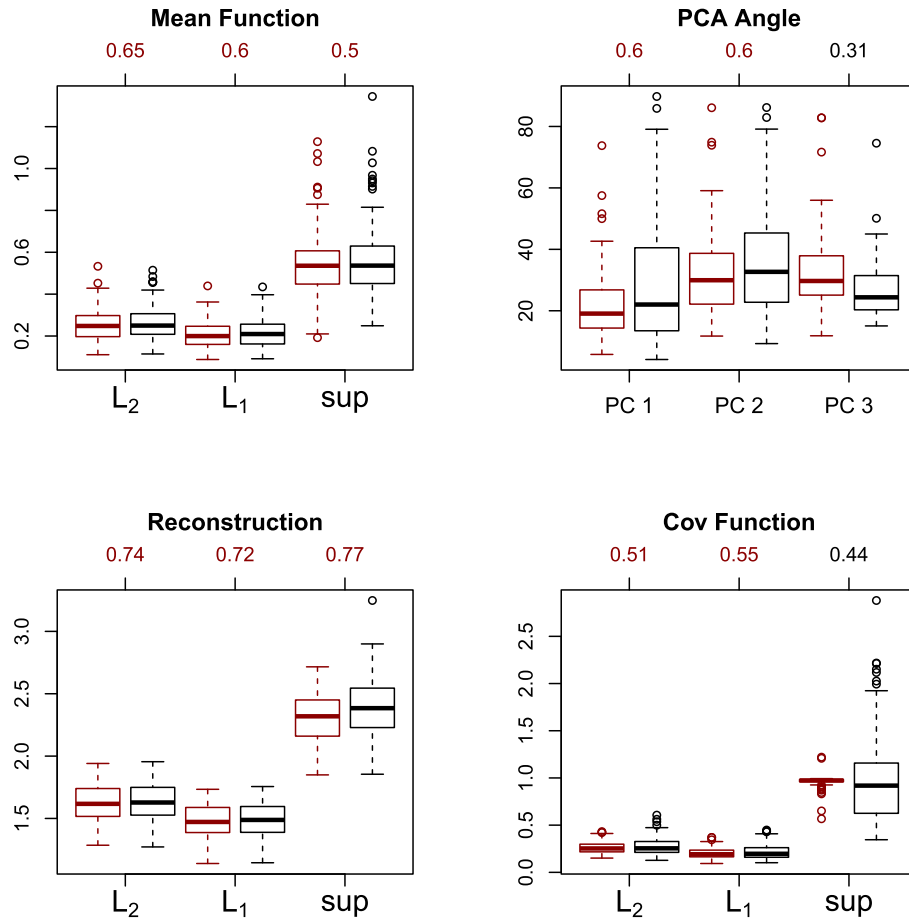 Mean Function
0.65 0.6 0.5
1.0
0.6
0.2
L₂ L₁ sup
PCA Angle
0.6 0.6 0.31
80
60
40
20
PC 1 PC 2 PC 3
Reconstruction
0.74 0.72 0.77
3.0
2.5
2.0
1.5
L₂ L₁ sup
Cov Function
0.51 0.55 0.44
2.5
2.0
1.5
1.0
0.5
0.0
L₂ L₁ sup